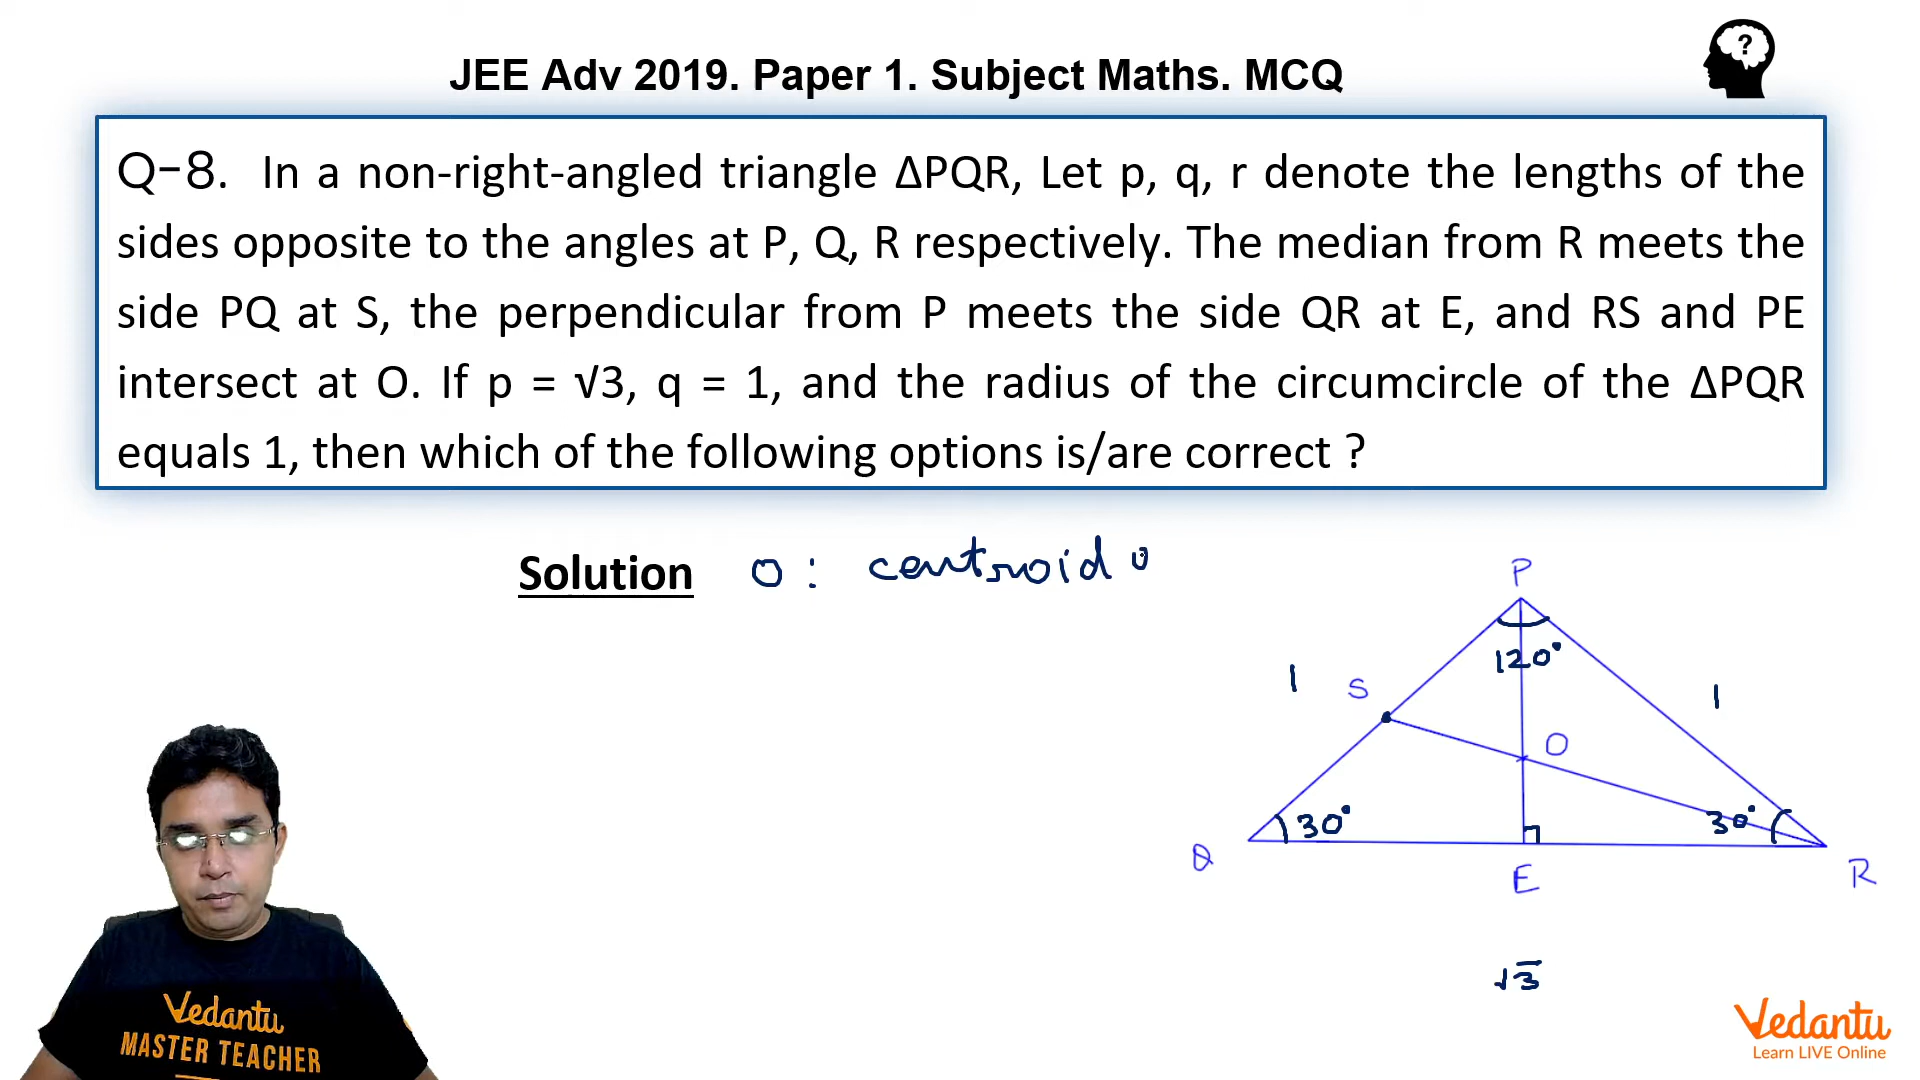 JEE Adv 2019. Paper 1. Subject Maths. MCQ
?
Q-8. In a non-right-angled triangle ΔPQR, Let p, q, r denote the lengths of the
sides opposite to the angles at P, Q, R respectively. The median from R meets the
side PQ at S, the perpendicular from P meets the side QR at E, and RS and PE
intersect at O. If p = √3, q = 1, and the radius of the circumcircle of the ΔPQR
equals 1, then which of the following options is/are correct ?
Solution O : centroid o
P
120°
1
S
1
O
30°
30°
Q
E
R
√3
Vedantu
MASTER TEACHER
Vedantu
Learn LIVE Online